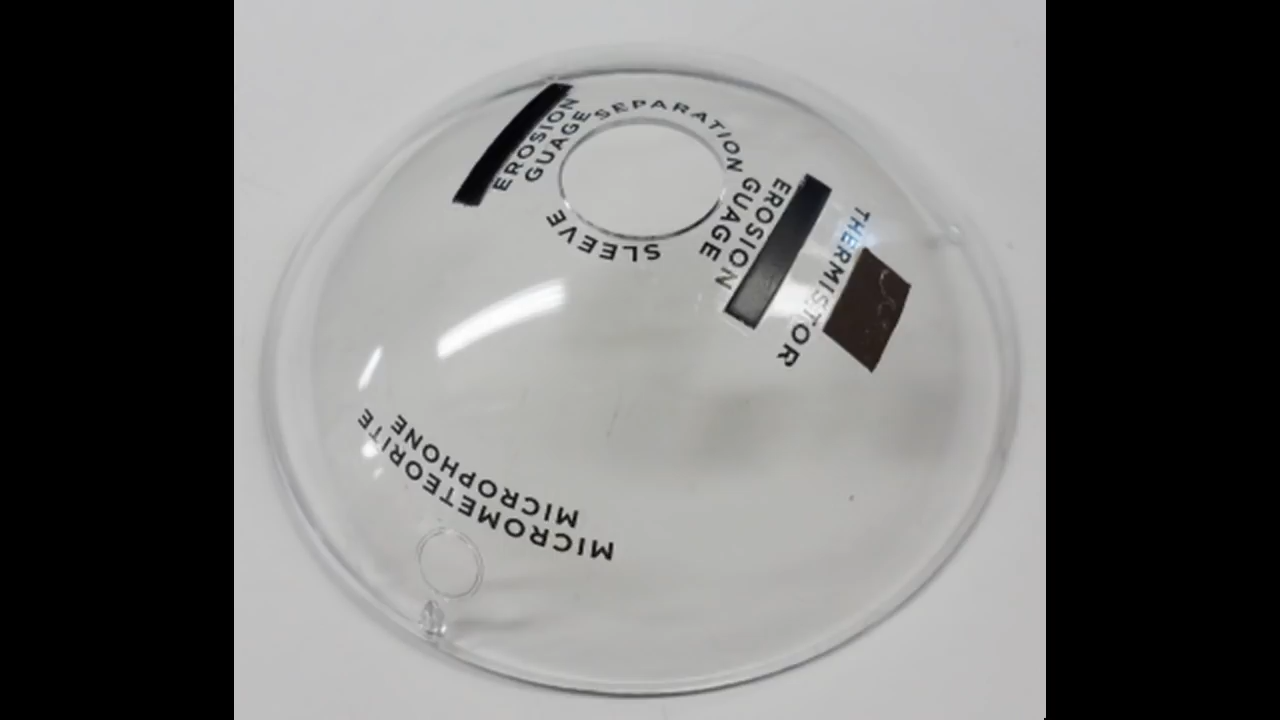 EROSION
GUAGE
SEPARATION
SLEEVE
EROSION
GUAGE
THERMISTOR
MICROMETEORITE
MICROPHONE